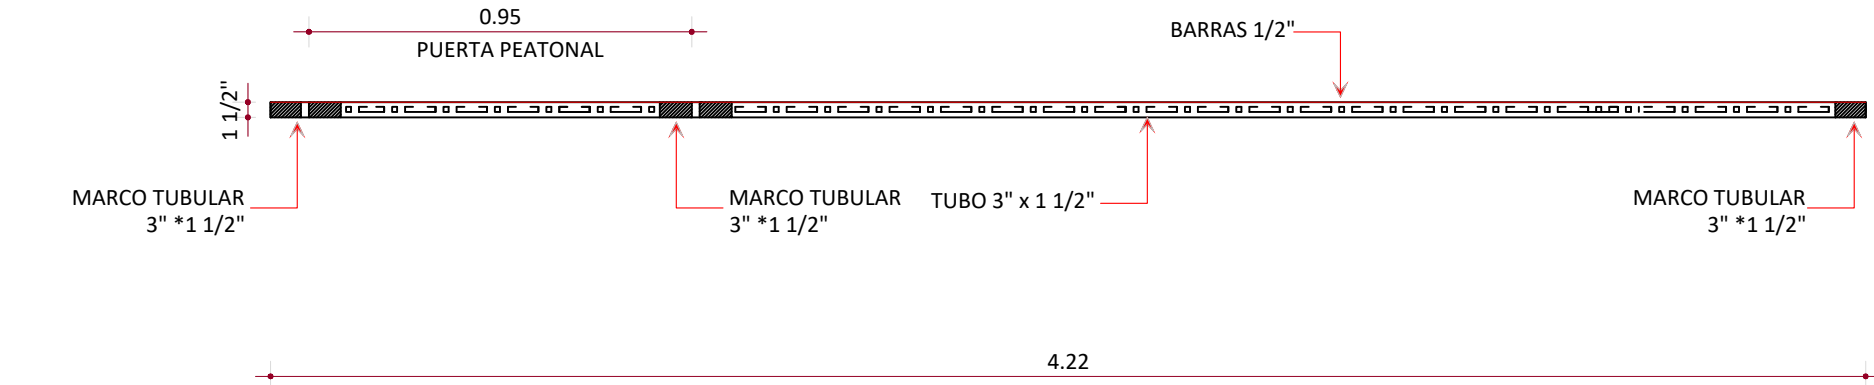 0.95
PUERTA PEATONAL
BARRAS 1/2"
1 1/2"
MARCO TUBULAR
3" *1 1/2"
MARCO TUBULAR
3" *1 1/2"
TUBO 3" x 1 1/2"
MARCO TUBULAR
3" *1 1/2"
4.22